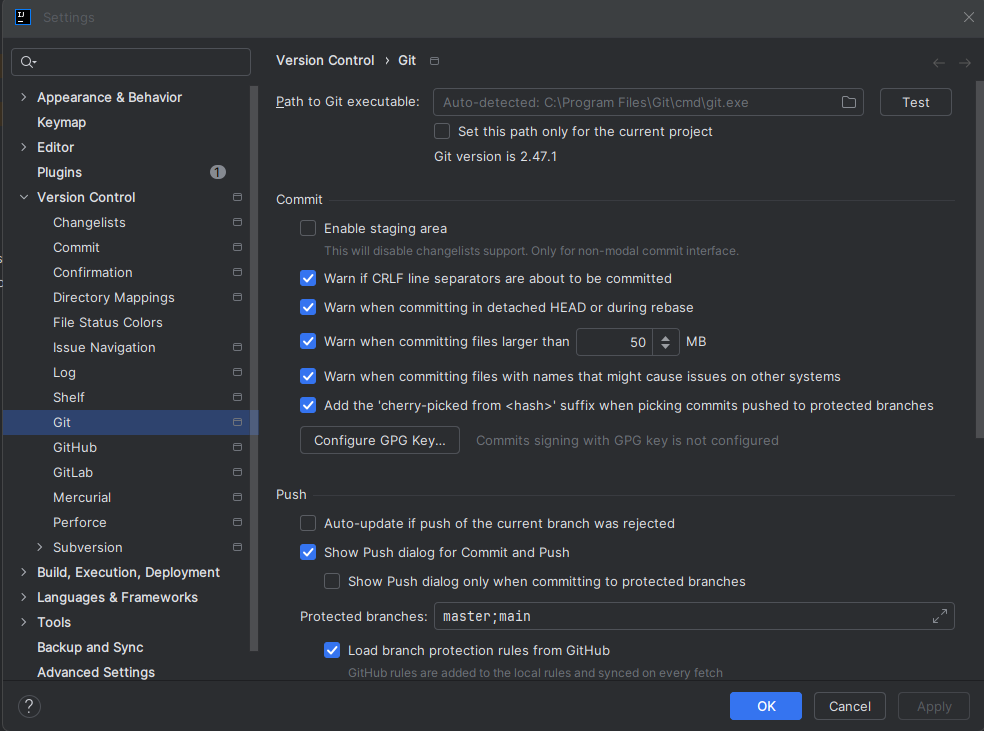 Settings
Appearance & Behavior
Keymap
Editor
Plugins
1
Version Control
Changelists
Commit
Confirmation
Directory Mappings
File Status Colors
Issue Navigation
Log
Shelf
Git
GitHub
GitLab
Mercurial
Perforce
Subversion
Build, Execution, Deployment
Languages & Frameworks
Tools
Backup and Sync
Advanced Settings
Version Control › Git
Path to Git executable: Auto-detected: C:\Program Files\Git\cmd\git.exe Test
Set this path only for the current project
Git version is 2.47.1
Commit
Enable staging area
This will disable changelists support. Only for non-modal commit interface.
Warn if CRLF line separators are about to be committed
Warn when committing in detached HEAD or during rebase
Warn when committing files larger than 50 MB
Warn when committing files with names that might cause issues on other systems
Add the 'cherry-picked from <hash>' suffix when picking commits pushed to protected branches
Configure GPG Key... Commits signing with GPG key is not configured
Push
Auto-update if push of the current branch was rejected
Show Push dialog for Commit and Push
Show Push dialog only when committing to protected branches
Protected branches: master;main
Load branch protection rules from GitHub
GitHub rules are added to the local rules and synced on every fetch
? OK Cancel Apply